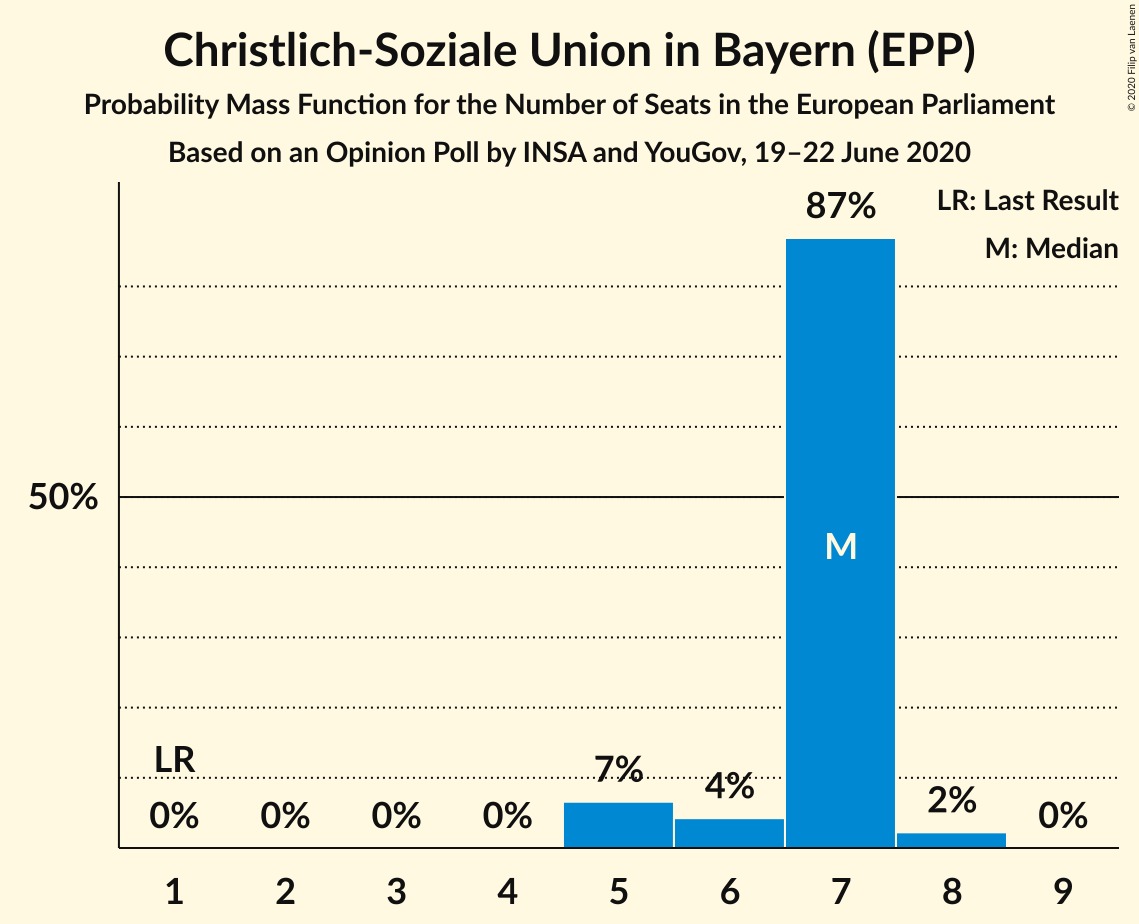 Christlich-Soziale Union in Bayern (EPP)
Probability Mass Function for the Number of Seats in the European Parliament
Based on an Opinion Poll by INSA and YouGov, 19–22 June 2020
© 2020 Filip van Laenen
LR: Last Result
M: Median
87%
50%
M
LR
0%
0%
0%
0%
7%
4%
2%
0%
1 2 3 4 5 6 7 8 9